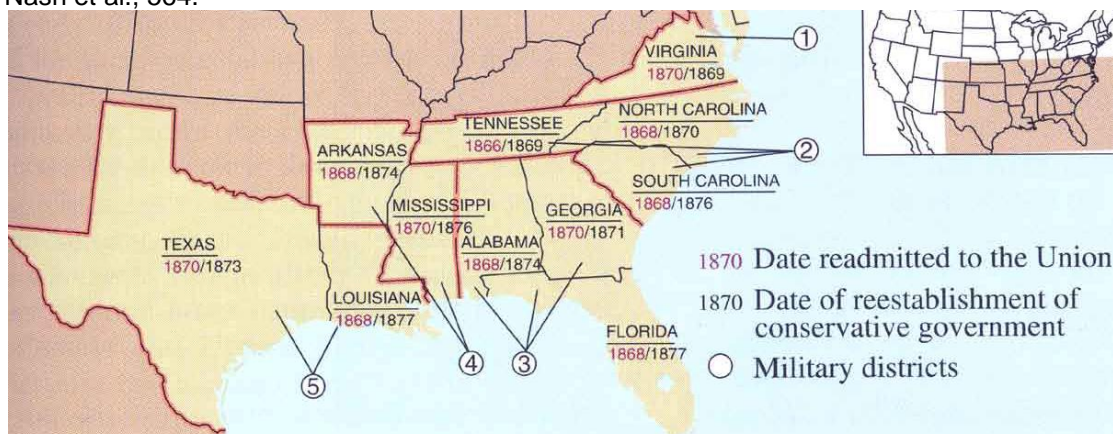 Nash et al., 564.
VIRGINIA
1870/1869
①
NORTH CAROLINA
1868/1870
TENNESSEE
1866/1869
②
ARKANSAS
1868/1874
SOUTH CAROLINA
1868/1876
MISSISSIPPI
1870/1876
GEORGIA
1870/1871
ALABAMA
1868/1874
TEXAS
1870/1873
LOUISIANA
1868/1877
FLORIDA
1868/1877
⑤
④
③
1870 Date readmitted to the Union
1870 Date of reestablishment of
conservative government
Military districts